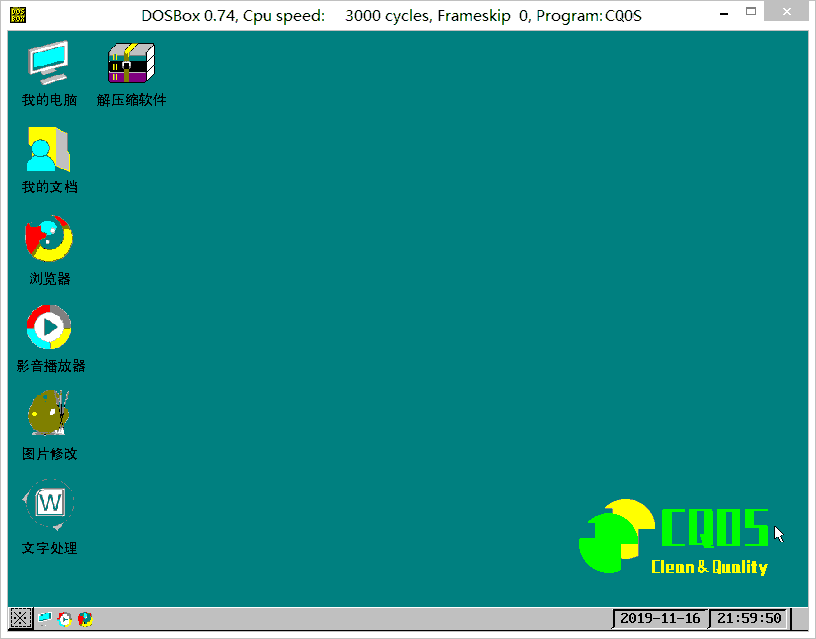 DOSBox 0.74, Cpu speed: 3000 cycles, Frameskip 0, Program: CQOS
我的电脑
解压缩软件
我的文档
浏览器
影音播放器
图片修改
W
文字处理
CQOS
Clean & Quality
2019-11-16
21:59:50